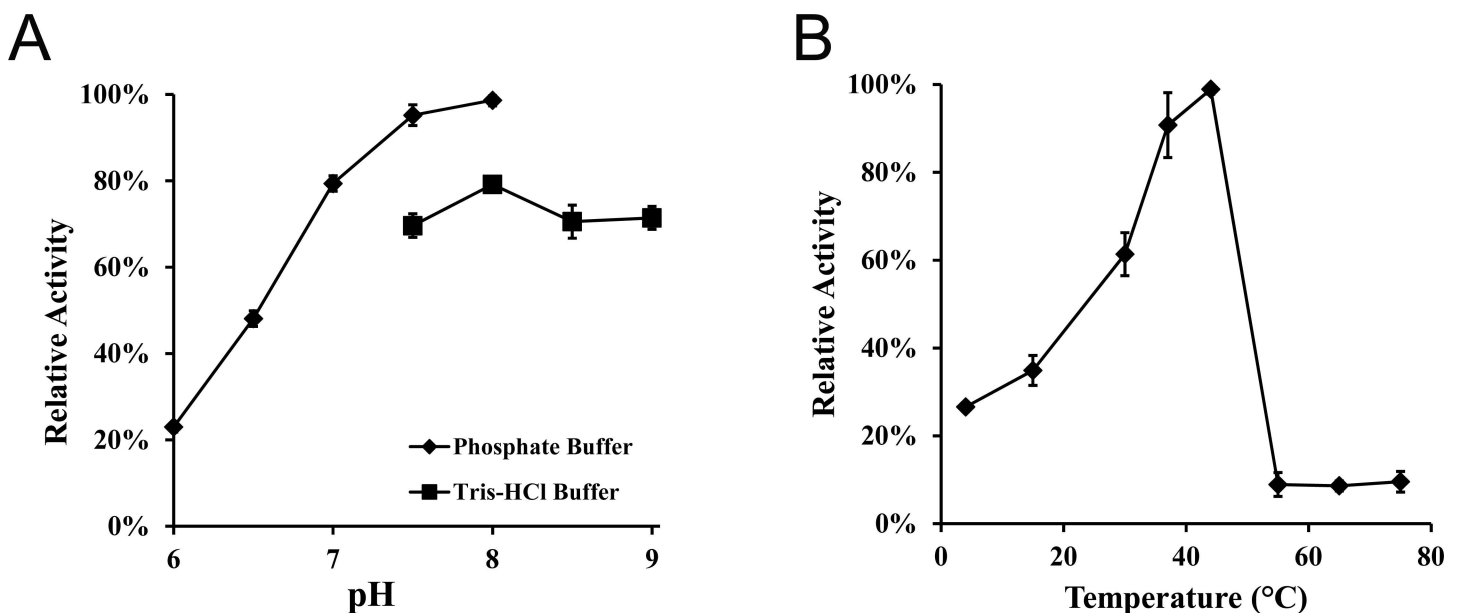 A
100%
80%
60%
40%
20%
0%
Relative Activity
6
7
8
9
pH
Phosphate Buffer
Tris-HCl Buffer
B
100%
80%
60%
40%
20%
0%
Relative Activity
0
20
40
60
80
Temperature (°C)